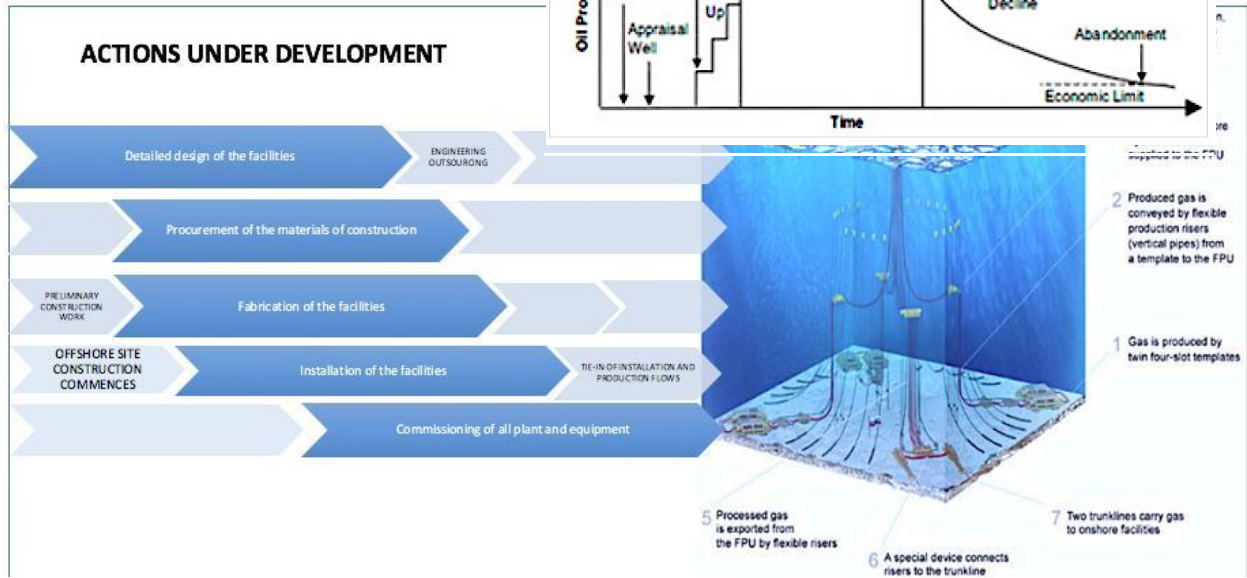 ACTIONS UNDER DEVELOPMENT
Oil Pro
Appraisal
Well
Up
Decline
Abandonment
Economic Limit
Time
Detailed design of the facilities
ENGINEERING
OUTSOURCING
Procurement of the materials of construction
PRELIMINARY
CONSTRUCTION
WORK
Fabrication of the facilities
OFFSHORE SITE
CONSTRUCTION
COMMENCES
Installation of the facilities
TIE-IN OF INSTALLATION AND
PRODUCTION FLOWS
Commissioning of all plant and equipment
supplied to the FPU
2 Produced gas is
conveyed by flexible
production risers
(vertical pipes) from
a template to the FPU
1 Gas is produced by
twin four-slot templates
5 Processed gas
is exported from
the FPU by flexible risers
6 A special device connects
risers to the trunkline
7 Two trunklines carry gas
to onshore facilities